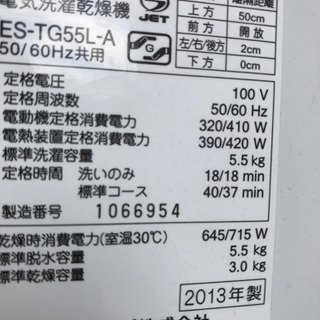 電気洗濯乾燥機
ES-TG55L-A
50/60Hz共用
JET
上方 50cm
前方 開放
左/右/後方 2cm
下方 0cm
定格電圧 100 V
定格周波数 50/60 Hz
電動機定格消費電力 320/410 W
電熱装置定格消費電力 390/420 W
標準洗濯容量 5.5 kg
定格時間 洗いのみ 18/18 min
標準コース 40/37 min
製造番号 1066954
乾燥時消費電力(室温30℃) 645/715 W
標準脱水容量 5.5 kg
標準乾燥容量 3.0 kg
2013年製